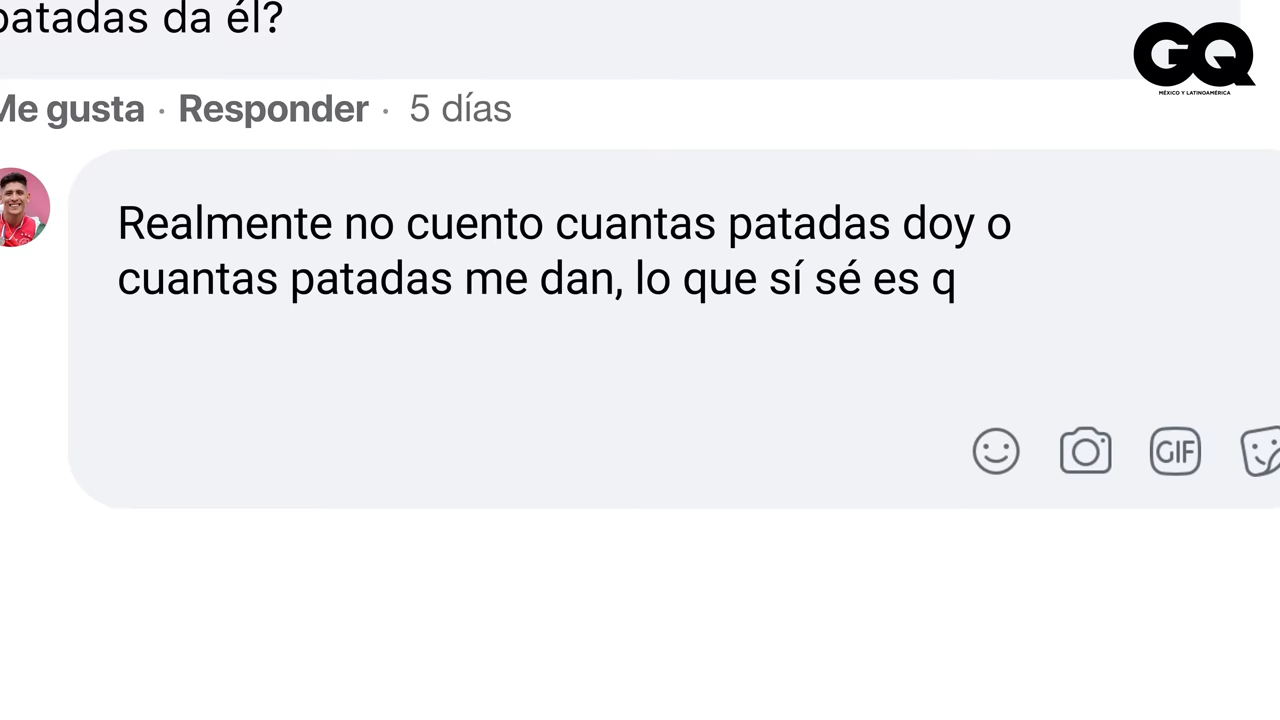 patadas da él?
GQ
MÉXICO Y LATINOAMÉRICA
Me gusta · Responder · 5 días
Realmente no cuento cuantas patadas doy o
cuantas patadas me dan, lo que sí sé es q
GIF